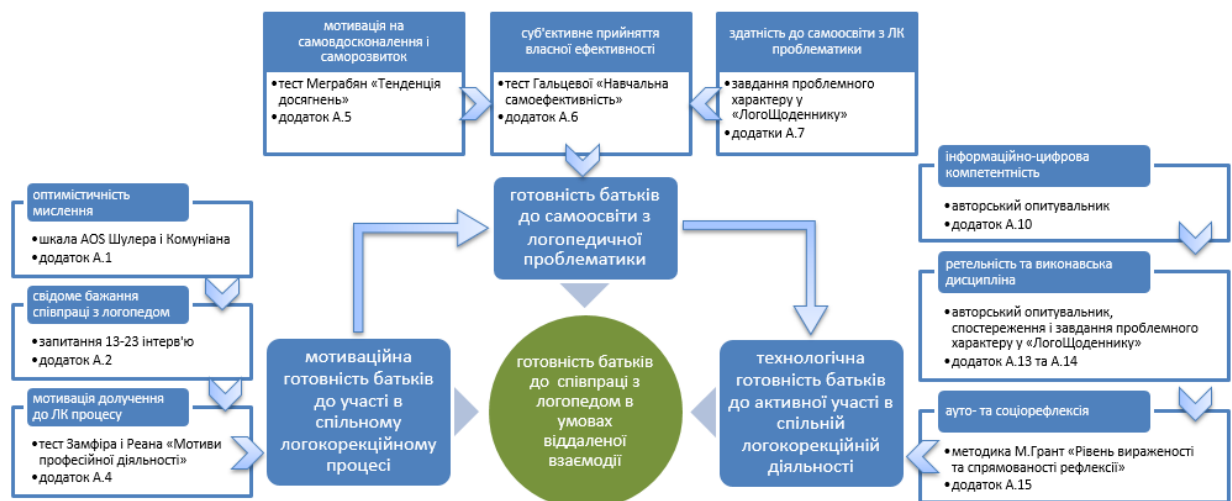 мотивація на
самовдосконалення і
саморозвиток
•тест Меграбян «Тенденція
досягнень»
•додаток А.5
суб'єктивне прийняття
власної ефективності
•тест Гальцевої «Навчальна
самоефективність»
•додаток А.6
здатність до самоосвіти з ЛК
проблематики
•завдання проблемного
характеру у
«ЛогоЩоденнику»
•додатки А.7
оптимістичність
мислення
•шкала AOS Шулера і Комуніана
•додаток А.1
свідоме бажання
співпраці з логопедом
•запитання 13-23 інтерв'ю
•додаток А.2
мотивація долучення
до ЛК процесу
•тест Замфіра і Реана «Мотиви
професійної діяльності»
•додаток А.4
готовність батьків
до самоосвіти з
логопедичної
проблематики
мотиваційна
готовність батьків
до участі в
спільному
логокорекційному
процесі
готовність батьків
до співпраці з
логопедом в
умовах
віддаленої
взаємодії
технологічна
готовність батьків
до активної участі в
спільній
логокорекційній
діяльності
інформаційно-цифрова
компетентність
•авторський опитувальник
•додаток А.10
ретельність та виконавська
дисципліна
•авторський опитувальник,
спостереження і завдання проблемного
характеру у «ЛогоЩоденнику»
•додаток А.13 та А.14
ауто- та соціорефлексія
•методика М.Грант «Рівень вираженості
та спрямованості рефлексії»
•додаток А.15